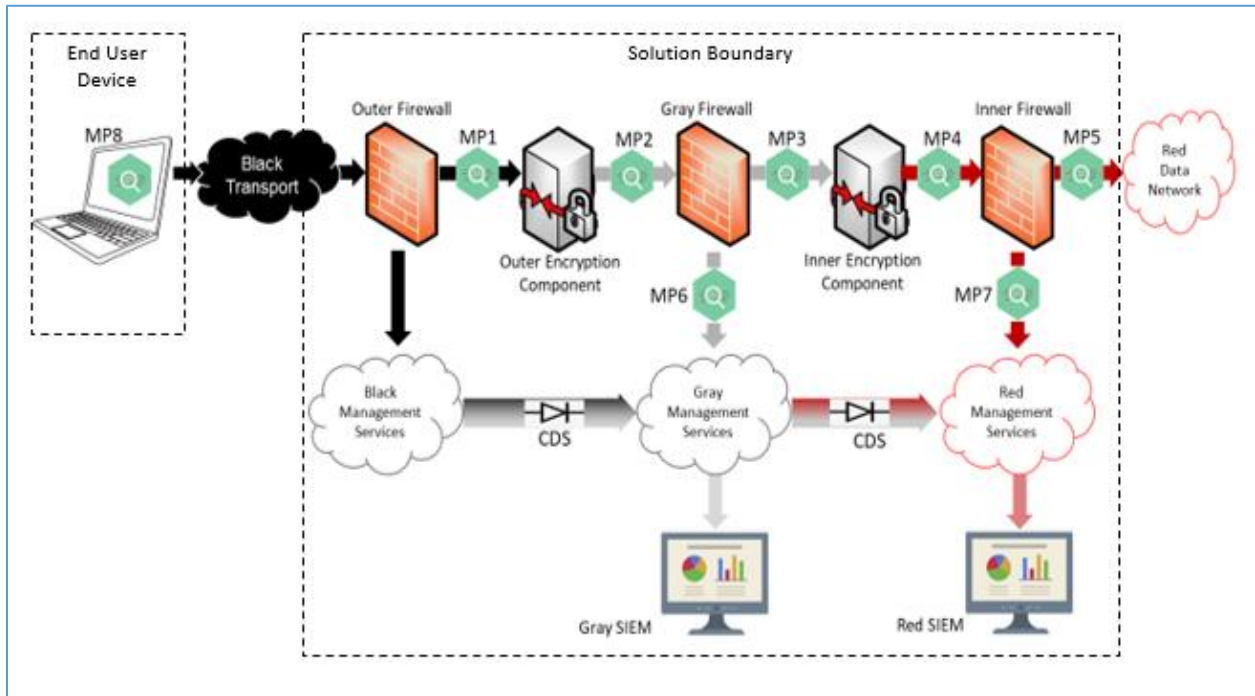 End User
Device
Solution Boundary
Outer Firewall
Gray Firewall
Inner Firewall
MP8
MP1
MP2
MP3
MP4
MP5
Black
Transport
Red
Data
Network
Outer Encryption
Component
Inner Encryption
Component
MP6
MP7
Black
Management
Services
CDS
Gray
Management
Services
CDS
Red
Management
Services
Gray SIEM
Red SIEM